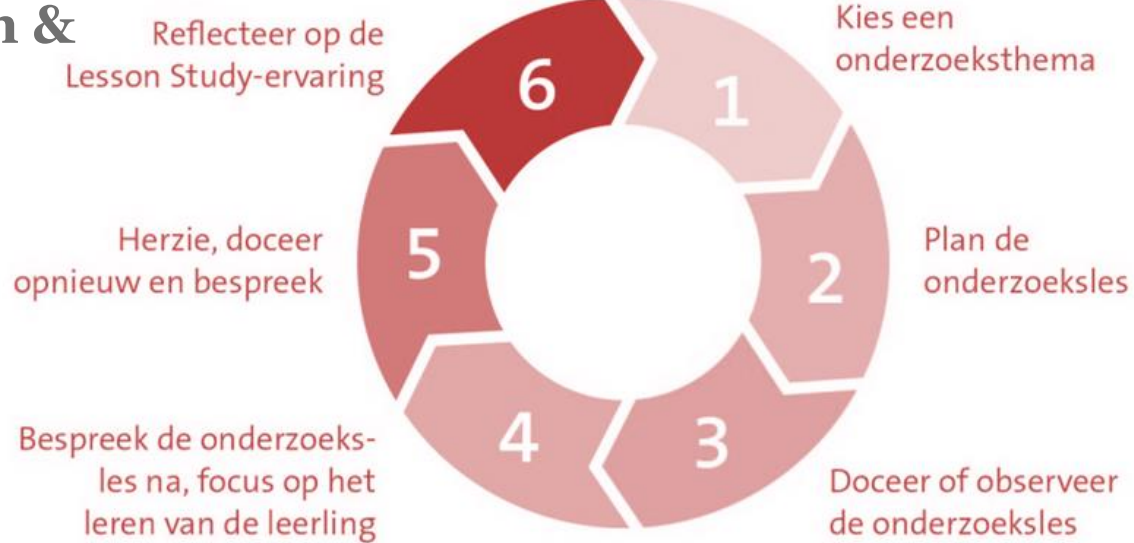 n &
Reflecteer op de
Lesson Study-ervaring
6
1
Kies een
onderzoeksthema
Herzie, doceer
opnieuw en bespreek
5
2
Plan de
onderzoeksles
Bespreek de onderzoeks-
les na, focus op het
leren van de leerling
4
3
Doceer of observeer
de onderzoeksles